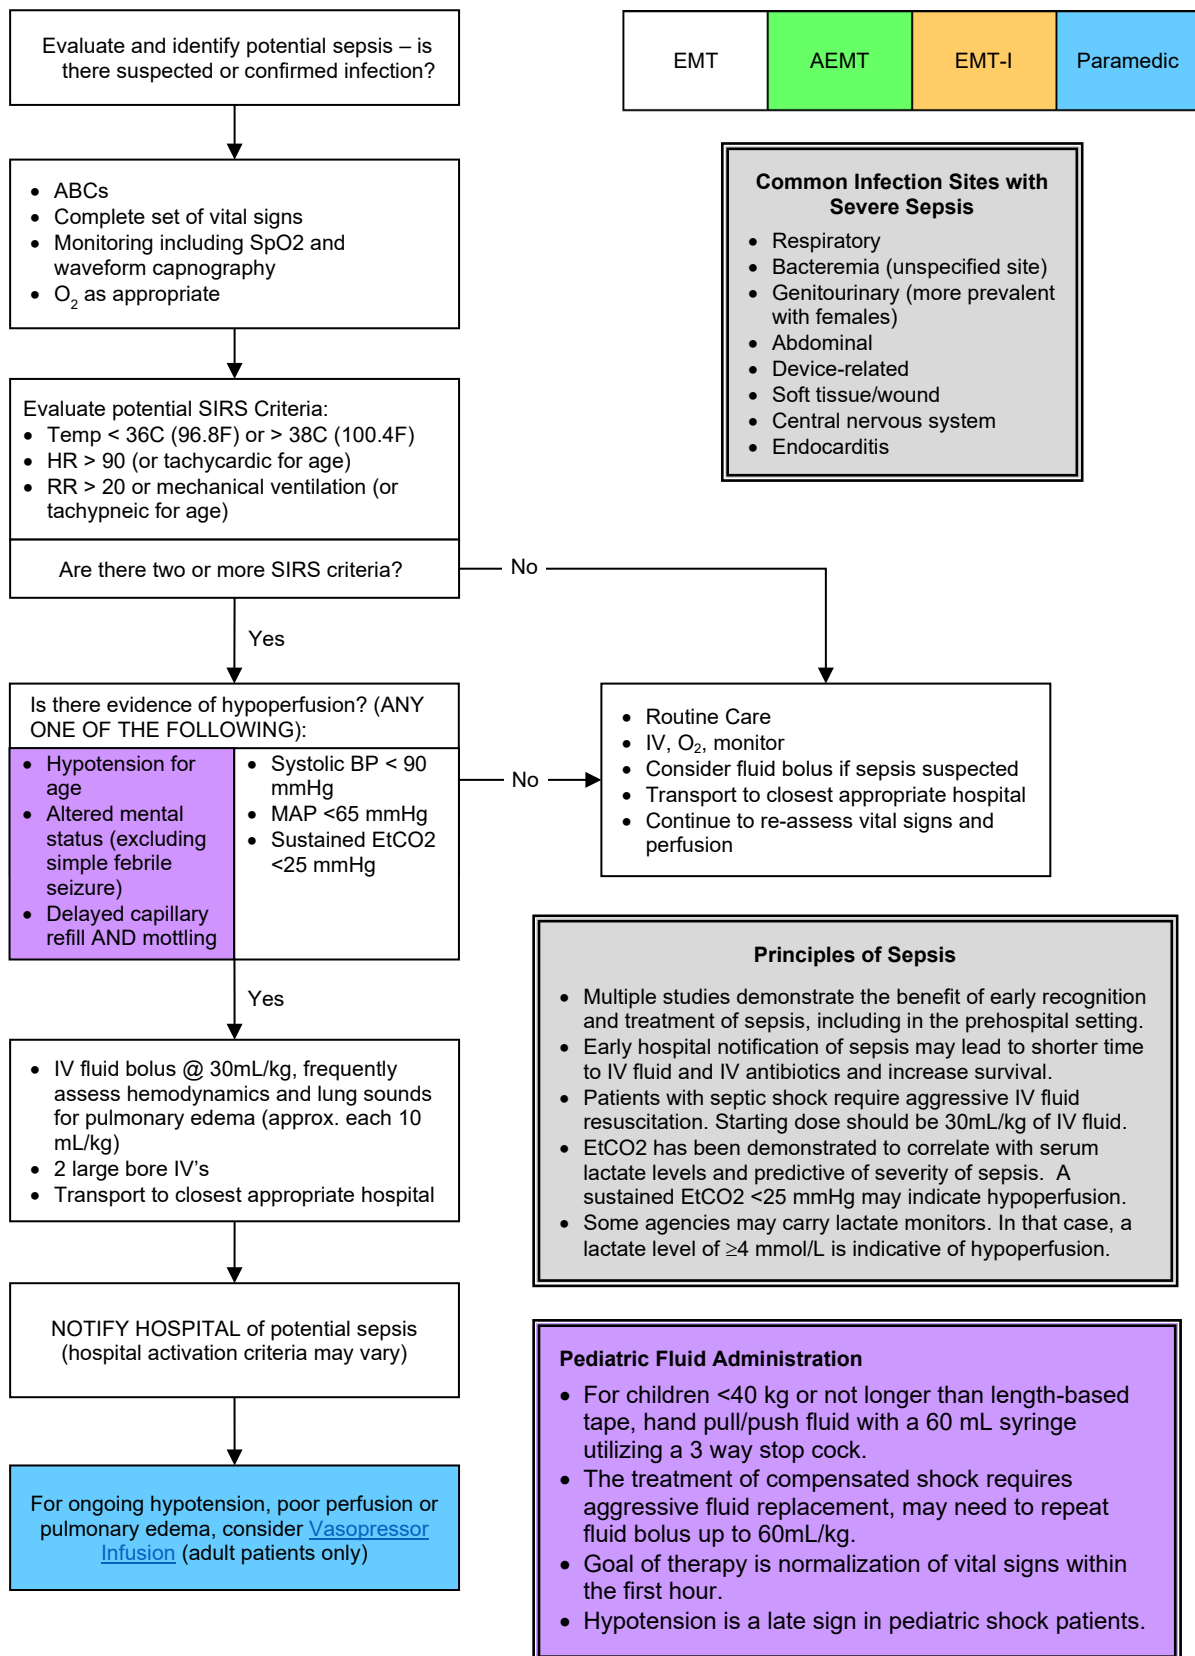 Evaluate and identify potential sepsis – is
there suspected or confirmed infection?
EMT
AEMT
EMT-I
Paramedic
• ABCs
• Complete set of vital signs
• Monitoring including SpO2 and
waveform capnography
• O2 as appropriate
Common Infection Sites with
Severe Sepsis
• Respiratory
• Bacteremia (unspecified site)
• Genitourinary (more prevalent
with females)
• Abdominal
• Device-related
• Soft tissue/wound
• Central nervous system
• Endocarditis
Evaluate potential SIRS Criteria:
• Temp < 36C (96.8F) or > 38C (100.4F)
• HR > 90 (or tachycardic for age)
• RR > 20 or mechanical ventilation (or
tachypneic for age)
Are there two or more SIRS criteria?
No
Yes
Is there evidence of hypoperfusion? (ANY
ONE OF THE FOLLOWING):
• Hypotension for
age
• Altered mental
status (excluding
simple febrile
seizure)
• Delayed capillary
refill AND mottling
• Systolic BP < 90
mmHg
• MAP <65 mmHg
• Sustained EtCO2
<25 mmHg
No
• Routine Care
• IV, O2, monitor
• Consider fluid bolus if sepsis suspected
• Transport to closest appropriate hospital
• Continue to re-assess vital signs and
perfusion
Yes
• IV fluid bolus @ 30mL/kg, frequently
assess hemodynamics and lung sounds
for pulmonary edema (approx. each 10
mL/kg)
• 2 large bore IV's
• Transport to closest appropriate hospital
Principles of Sepsis
• Multiple studies demonstrate the benefit of early recognition
and treatment of sepsis, including in the prehospital setting.
• Early hospital notification of sepsis may lead to shorter time
to IV fluid and IV antibiotics and increase survival.
• Patients with septic shock require aggressive IV fluid
resuscitation. Starting dose should be 30mL/kg of IV fluid.
• EtCO2 has been demonstrated to correlate with serum
lactate levels and predictive of severity of sepsis. A
sustained EtCO2 <25 mmHg may indicate hypoperfusion.
• Some agencies may carry lactate monitors. In that case, a
lactate level of ≥4 mmol/L is indicative of hypoperfusion.
NOTIFY HOSPITAL of potential sepsis
(hospital activation criteria may vary)
For ongoing hypotension, poor perfusion or
pulmonary edema, consider Vasopressor
Infusion (adult patients only)
Pediatric Fluid Administration
• For children <40 kg or not longer than length-based
tape, hand pull/push fluid with a 60 mL syringe
utilizing a 3 way stop cock.
• The treatment of compensated shock requires
aggressive fluid replacement, may need to repeat
fluid bolus up to 60mL/kg.
• Goal of therapy is normalization of vital signs within
the first hour.
• Hypotension is a late sign in pediatric shock patients.